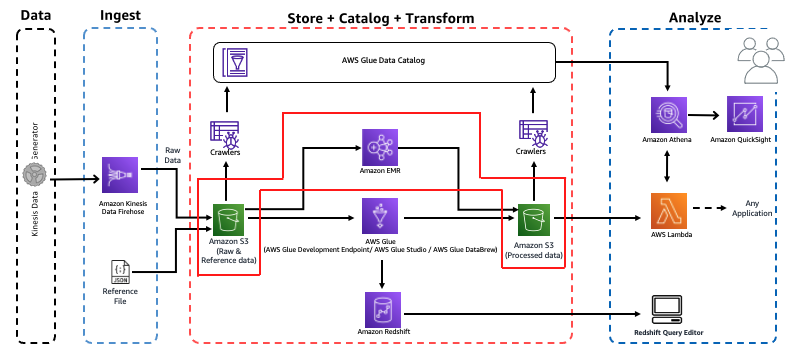 Data
Ingest
Store + Catalog + Transform
Analyze
AWS Glue Data Catalog
Crawlers
Crawlers
Raw
Data
Amazon EMR
Amazon Athena
Amazon QuickSight
Kinesis Data Generator
Amazon Kinesis
Data Firehose
Amazon S3
(Raw &
Reference data)
AWS Glue
(AWS Glue Development Endpoint/ AWS Glue Studio / AWS Glue DataBrew)
Amazon S3
(Processed data)
AWS Lambda
Any
Application
{:}
JSON
Reference
File
Amazon Redshift
Redshift Query Editor